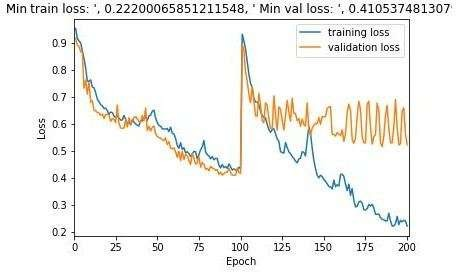 Min train loss: ', 0.22200065851211548, ' Min val loss: ', 0.410537481307
training loss
validation loss
Loss
0.9
0.8
0.7
0.6
0.5
0.4
0.3
0.2
0 25 50 75 100 125 150 175 200
Epoch